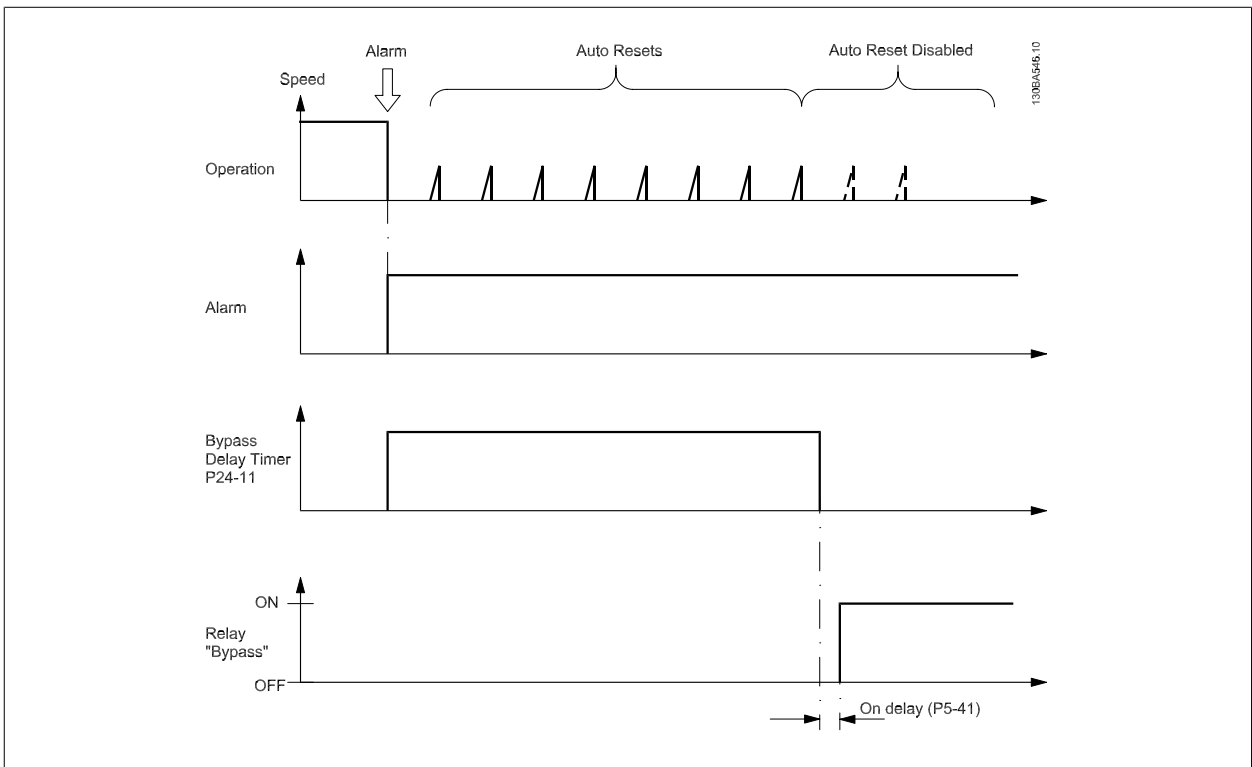 Alarm
Auto Resets
Auto Reset Disabled
130BA546.10
Speed
Operation
Alarm
Bypass
Delay Timer
P24-11
ON
Relay
"Bypass"
OFF
On delay (P5-41)